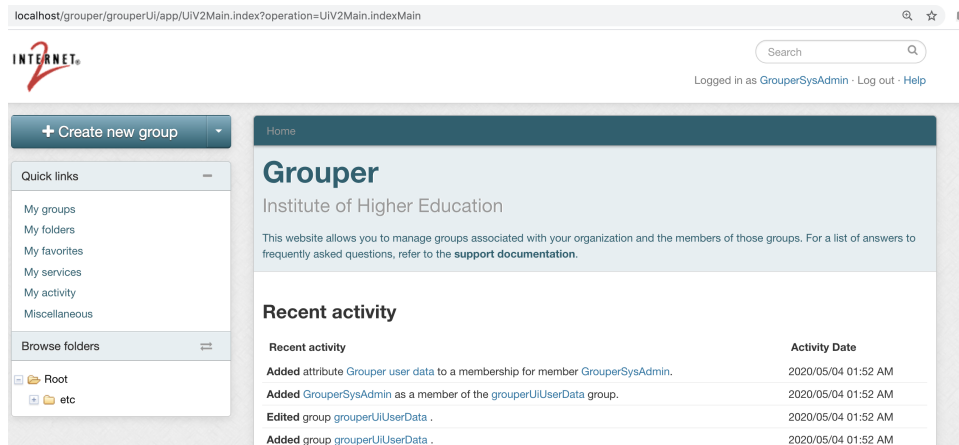 localhost/grouper/grouperUi/app/UiV2Main.index?operation=UiV2Main.indexMain
INTERNET®
2
Search
Logged in as GrouperSysAdmin · Log out · Help
+ Create new group
Home
Quick links
My groups
My folders
My favorites
My services
My activity
Miscellaneous
Browse folders
Root
etc
Grouper
Institute of Higher Education
This website allows you to manage groups associated with your organization and the members of those groups. For a list of answers to
frequently asked questions, refer to the support documentation.
Recent activity
Recent activity Activity Date
Added attribute Grouper user data to a membership for member GrouperSysAdmin. 2020/05/04 01:52 AM
Added GrouperSysAdmin as a member of the grouperUiUserData group. 2020/05/04 01:52 AM
Edited group grouperUiUserData . 2020/05/04 01:52 AM
Added group grouperUiUserData . 2020/05/04 01:52 AM